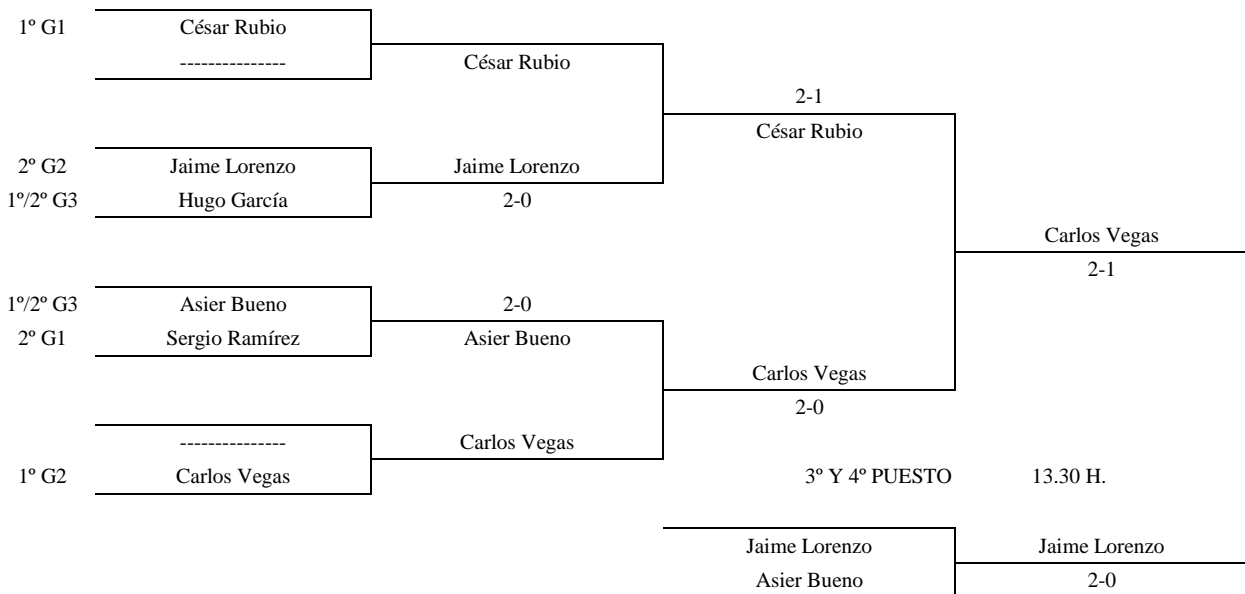 1º G1 César Rubio
--------------- César Rubio
2-1
César Rubio
2º G2 Jaime Lorenzo Jaime Lorenzo
1º/2º G3 Hugo García 2-0
Carlos Vegas
2-1
1º/2º G3 Asier Bueno 2-0
2º G1 Sergio Ramírez Asier Bueno
Carlos Vegas
2-0
--------------- Carlos Vegas
1º G2 Carlos Vegas 3º Y 4º PUESTO 13.30 H.
Jaime Lorenzo Jaime Lorenzo
Asier Bueno 2-0